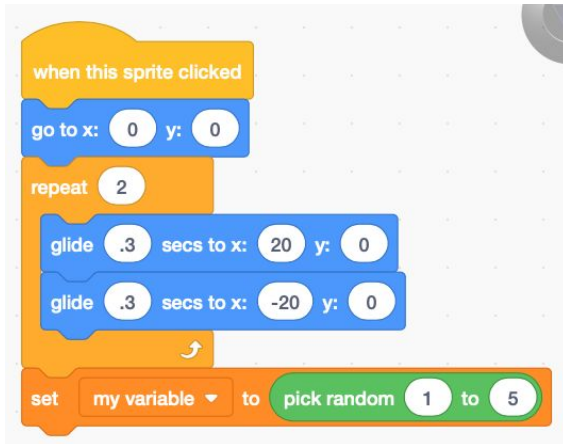 when this sprite clicked
go to x: 0 y: 0
repeat 2
glide .3 secs to x: 20 y: 0
glide .3 secs to x: -20 y: 0
set my variable to pick random 1 to 5